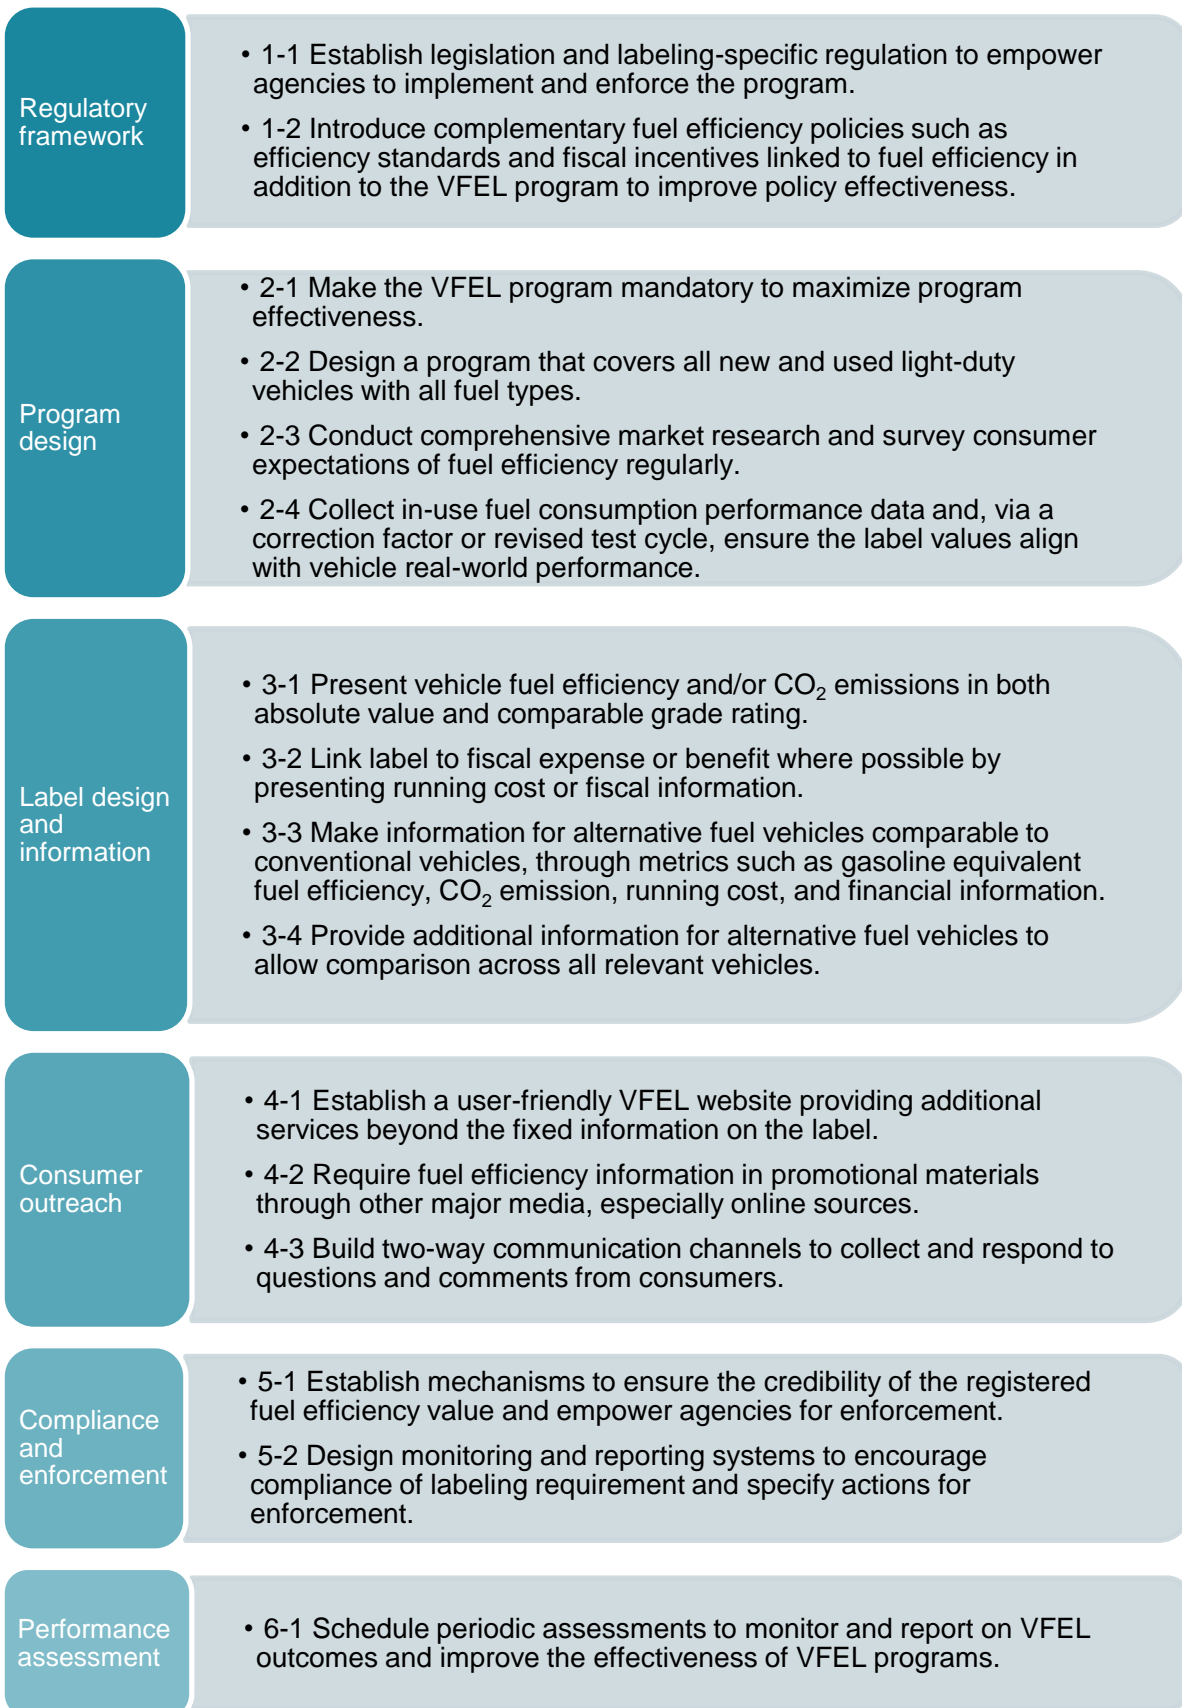 Regulatory
framework
• 1-1 Establish legislation and labeling-specific regulation to empower
agencies to implement and enforce the program.
• 1-2 Introduce complementary fuel efficiency policies such as
efficiency standards and fiscal incentives linked to fuel efficiency in
addition to the VFEL program to improve policy effectiveness.
Program
design
• 2-1 Make the VFEL program mandatory to maximize program
effectiveness.
• 2-2 Design a program that covers all new and used light-duty
vehicles with all fuel types.
• 2-3 Conduct comprehensive market research and survey consumer
expectations of fuel efficiency regularly.
• 2-4 Collect in-use fuel consumption performance data and, via a
correction factor or revised test cycle, ensure the label values align
with vehicle real-world performance.
Label design
and
information
• 3-1 Present vehicle fuel efficiency and/or CO₂ emissions in both
absolute value and comparable grade rating.
• 3-2 Link label to fiscal expense or benefit where possible by
presenting running cost or fiscal information.
• 3-3 Make information for alternative fuel vehicles comparable to
conventional vehicles, through metrics such as gasoline equivalent
fuel efficiency, CO₂ emission, running cost, and financial information.
• 3-4 Provide additional information for alternative fuel vehicles to
allow comparison across all relevant vehicles.
Consumer
outreach
• 4-1 Establish a user-friendly VFEL website providing additional
services beyond the fixed information on the label.
• 4-2 Require fuel efficiency information in promotional materials
through other major media, especially online sources.
• 4-3 Build two-way communication channels to collect and respond to
questions and comments from consumers.
Compliance
and
enforcement
• 5-1 Establish mechanisms to ensure the credibility of the registered
fuel efficiency value and empower agencies for enforcement.
• 5-2 Design monitoring and reporting systems to encourage
compliance of labeling requirement and specify actions for
enforcement.
Performance
assessment
• 6-1 Schedule periodic assessments to monitor and report on VFEL
outcomes and improve the effectiveness of VFEL programs.